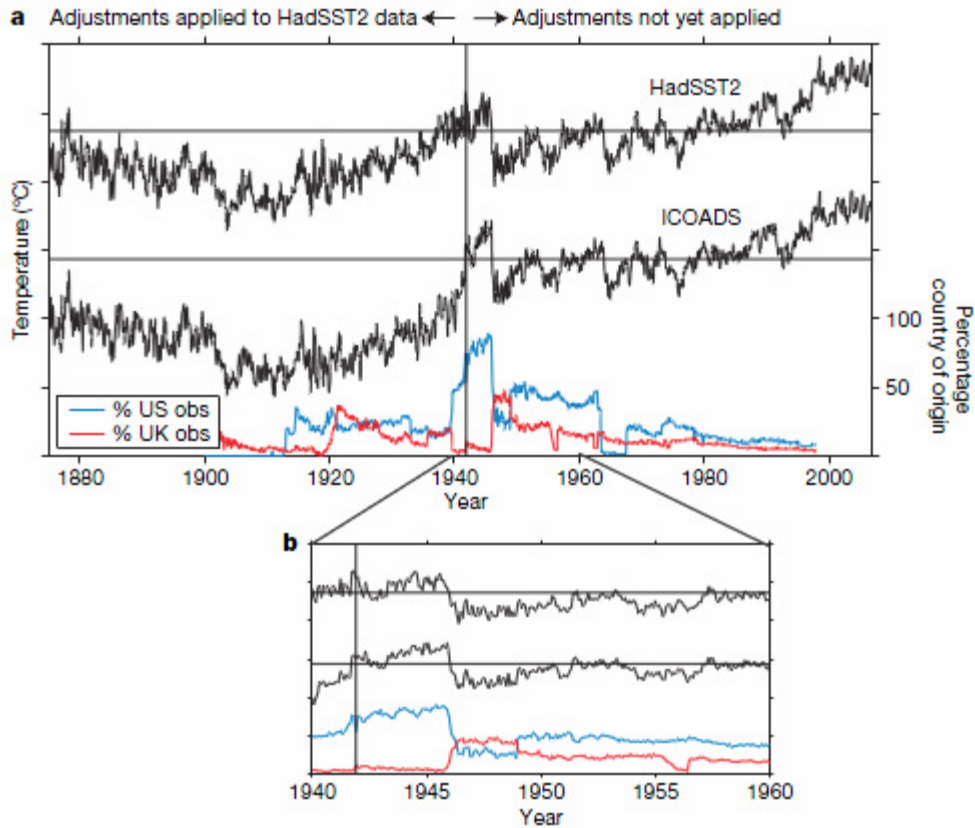 a Adjustments applied to HadSST2 data ← → Adjustments not yet applied
HadSST2
ICOADS
Temperature (°C)
Percentage
country of origin
100
50
% US obs
% UK obs
1880 1900 1920 1940 1960 1980 2000
Year
b
1940 1945 1950 1955 1960
Year